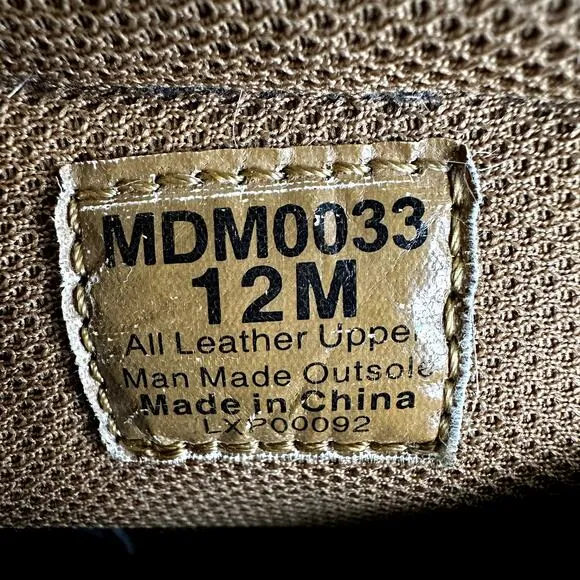 MDM0033
12M
All Leather Upper
Man Made Outsole
Made in China
LXP00092